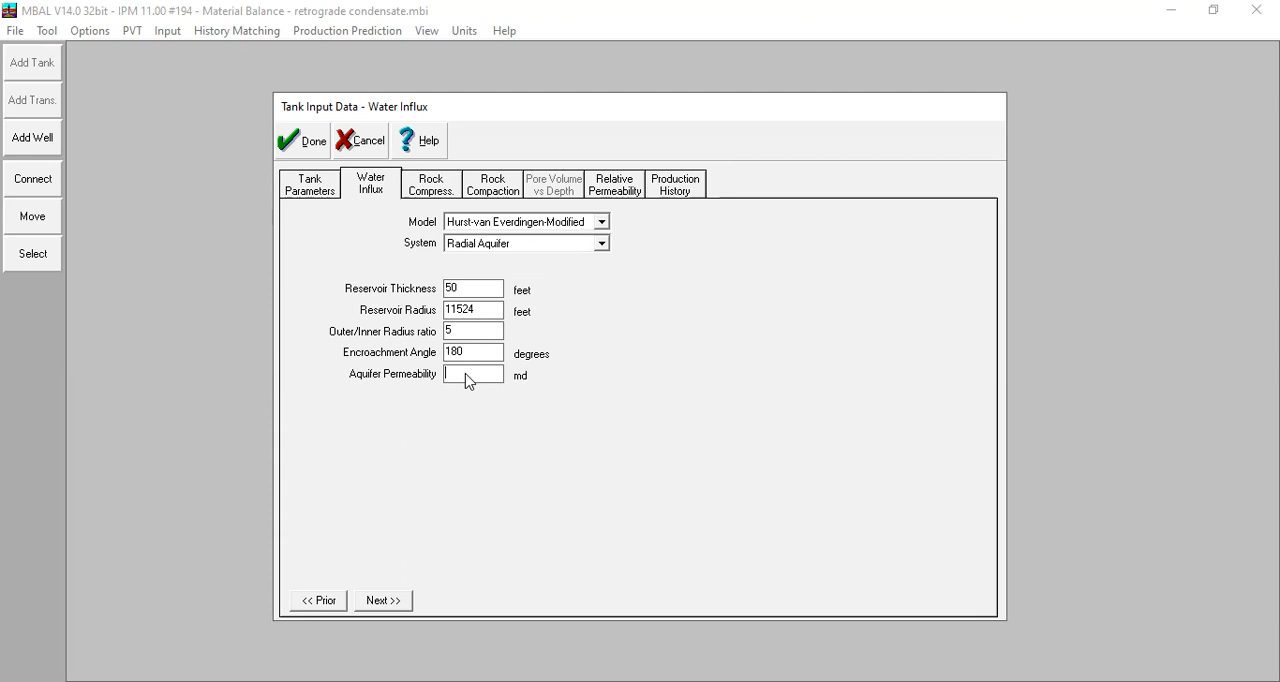 MBAL V14.0 32bit - IPM 11.00 #194 - Material Balance - retrograde condensate.mbi
File Tool Options PVT Input History Matching Production Prediction View Units Help
Add Tank
Add Trans.
Add Well
Connect
Move
Select
Tank Input Data - Water Influx
Done Cancel Help
Tank Parameters
Water Influx
Rock Compress.
Rock Compaction
Pore Volume vs Depth
Relative Permeability
Production History
Model Hurst-van Everdingen-Modified
System Radial Aquifer
Reservoir Thickness 50 feet
Reservoir Radius 11524 feet
Outer/Inner Radius ratio 5
Encroachment Angle 180 degrees
Aquifer Permeability md
<< Prior Next >>